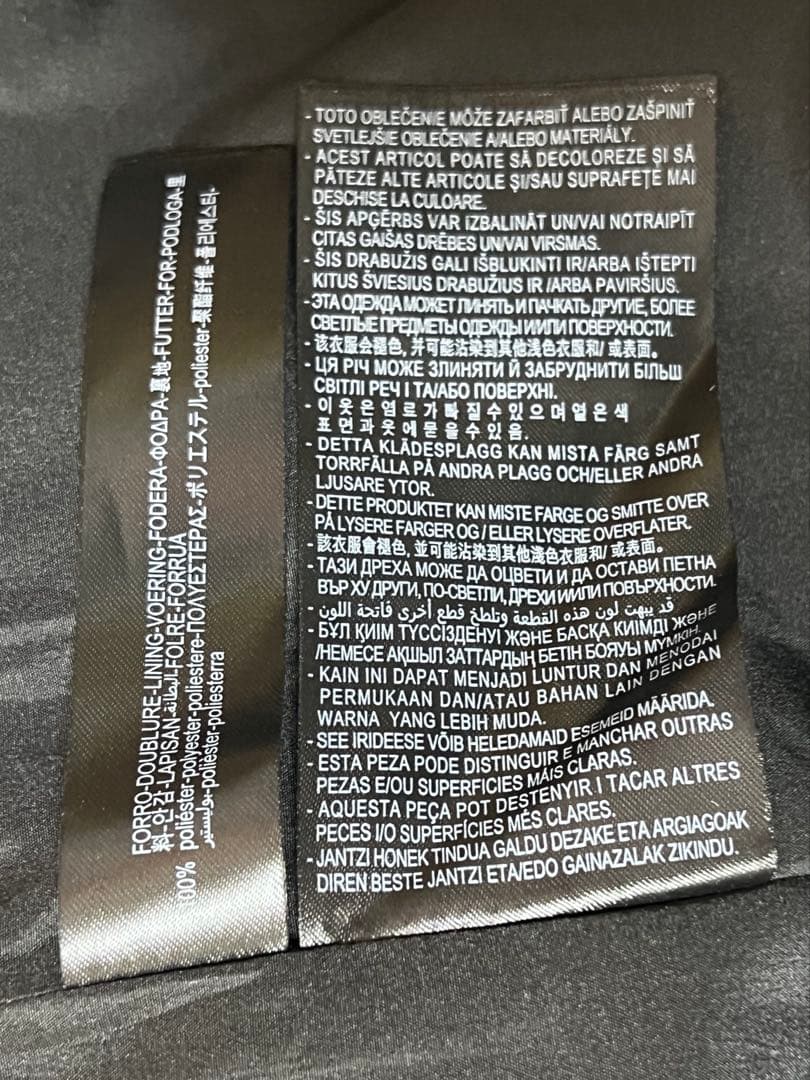 FORRO-DOUBLURE-LINING-VOERING-FODERA-ΦΟΔΡΑ-裏地-FUTTER-FOR-PODLOGA-里
料-안감-LAPISAN-البطانة-FOLRE-FORRUA
100% poliéster-polyester-poliestere-ΠΟΛΥΕΣΤΕΡΑΣ-ポリエステル-poliester-聚酯纤维-폴리에스터-
بوليستير-polièster-poliesterra
- TOTO OBLEČENIE MÔŽE ZAFARBIŤ ALEBO ZAŠPINIŤ
SVETLEJŠIE OBLEČENIE A/ALEBO MATERIÁLY.
- ACEST ARTICOL POATE SĂ DECOLOREZE ŞI SĂ
PĂTEZE ALTE ARTICOLE ŞI/SAU SUPRAFEŢE MAI
DESCHISE LA CULOARE.
- ŠIS APĢĒRBS VAR IZBALINĀT UN/VAI NOTRAIPĪT
CITAS GAIŠAS DRĒBES UN/VAI VIRSMAS.
- ŠIS DRABUŽIS GALI IŠBLUKINTI IR/ARBA IŠTEPTI
KITUS ŠVIESIUS DRABUŽIUS IR /ARBA PAVIRŠIUS.
- ЭТА ОДЕЖДА МОЖЕТ ЛИНЯТЬ И ПАЧКАТЬ ДРУГИЕ, БОЛЕЕ
СВЕТЛЫЕ ПРЕДМЕТЫ ОДЕЖДЫ И/ИЛИ ПОВЕРХНОСТИ.
- 该衣服会褪色, 并可能沾染到其他浅色衣服和/ 或表面。
- ЦЯ РІЧ МОЖЕ ЗЛИНЯТИ Й ЗАБРУДНИТИ БІЛЬШ
СВІТЛІ РЕЧ І ТА/АБО ПОВЕРХНІ.
- 이 옷은 염료가 빠질 수 있으며 옅은 색
표면과 옷에 묻을 수 있음.
- DETTA KLÄDESPLAGG KAN MISTA FÄRG SAMT
TORRFÄLLA PÅ ANDRA PLAGG OCH/ELLER ANDRA
LJUSARE YTOR.
- DETTE PRODUKTET KAN MISTE FARGE OG SMITTE OVER
PÅ LYSERE FARGER OG / ELLER LYSERE OVERFLATER.
- 該衣服會褪色, 並可能沾染到其他淺色衣服和/ 或表面。
- ТАЗИ ДРЕХА МОЖЕ ДА ОЦВЕТИ И ДА ОСТАВИ ПЕТНА
ВЪР ХУ ДРУГИ, ПО-СВЕТЛИ, ДРЕХИ И/ИЛИ ПОВЪРХНОСТИ.
- قد يبهت لون هذه القطعة وتلطخ قطع أخرى فاتحة اللون
- БҰЛ КИІМ ТҮССІЗДЕНУІ ЖӘНЕ БАСҚА КИІМДІ ЖӘНЕ
/НЕМЕСЕ АҚШЫЛ ЗАТТАРДЫҢ БЕТІН БОЯУЫ МҮМКІН.
- KAIN INI DAPAT MENJADI LUNTUR DAN MENODAI
PERMUKAAN DAN/ATAU BAHAN LAIN DENGAN
WARNA YANG LEBIH MUDA.
- SEE IRIDEESE VÕIB HELEDAMAID ESEMEID MÄÄRIDA.
- ESTA PEZA PODE DISTINGUIR E MANCHAR OUTRAS
PEZAS E/OU SUPERFICIES MÁIS CLARAS.
- AQUESTA PEÇA POT DESTENYIR I TACAR ALTRES
PECES I/O SUPERFÍCIES MÉS CLARES.
- JANTZI HONEK TINDUA GALDU DEZAKE ETA ARGIAGOAK
DIREN BESTE JANTZI ETA/EDO GAINAZALAK ZIKINDU.